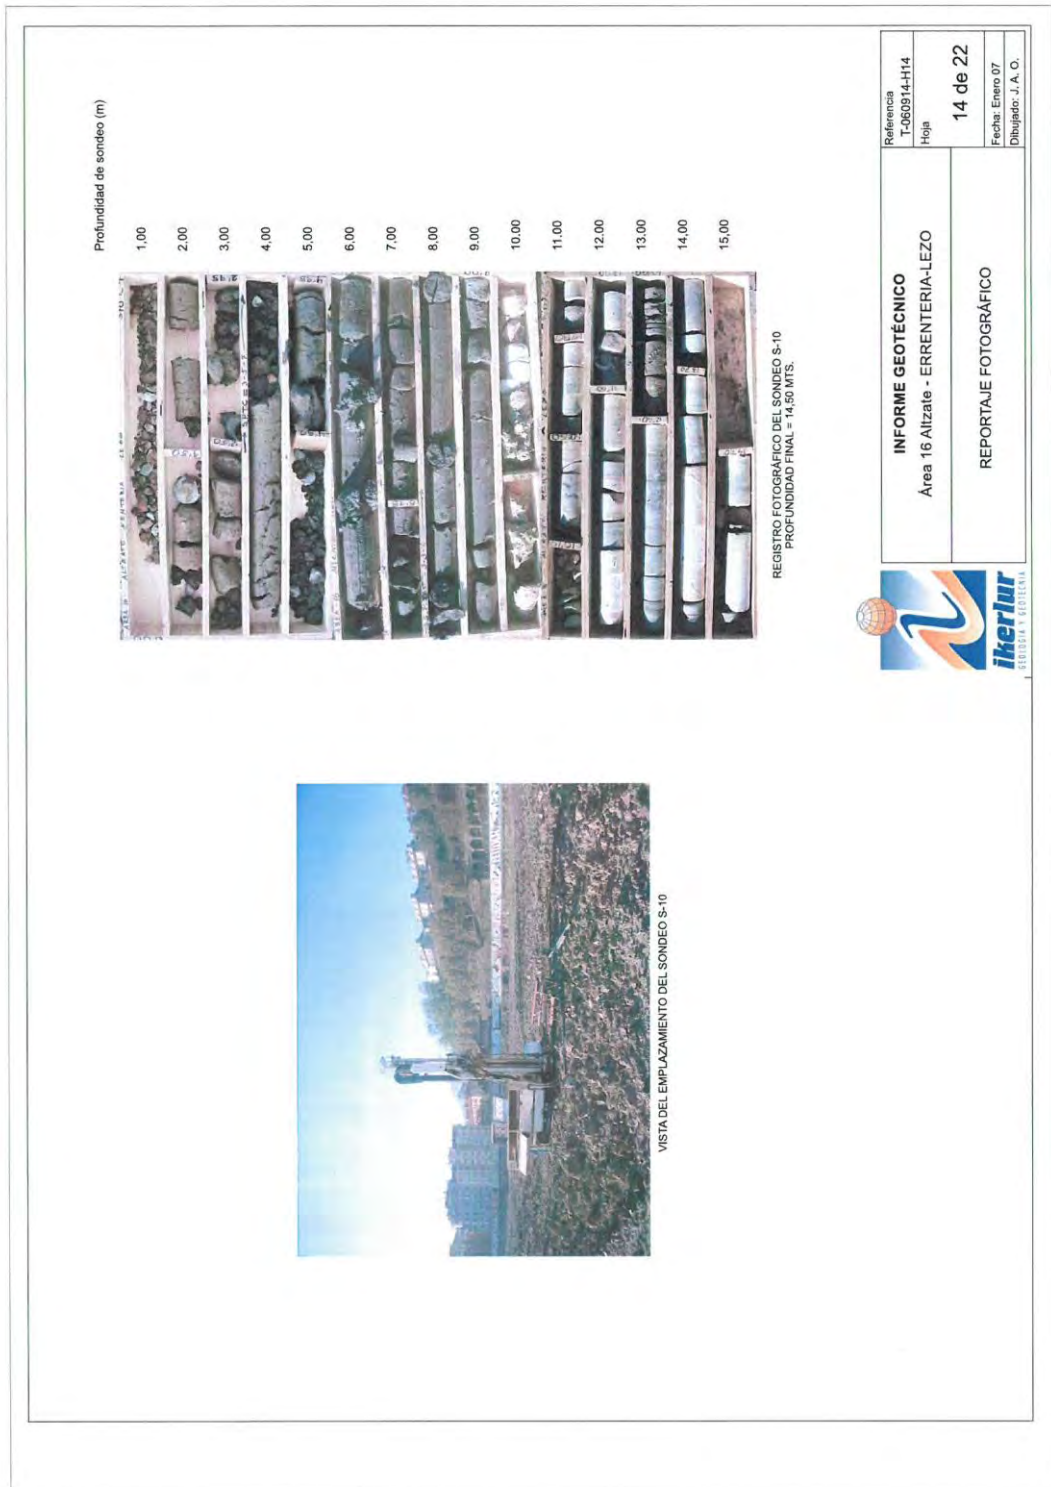 Profundidad de sondeo (m)
1,00
2,00
3,00
4,00
5,00
6,00
7,00
8,00
9,00
10,00
11,00
12,00
13,00
14,00
15,00
REGISTRO FOTOGRÁFICO DEL SONDEO S-10
PROFUNDIDAD FINAL = 14,50 MTS.
VISTA DEL EMPLAZAMIENTO DEL SONDEO S-10
ikerlur
GEOLOGIA Y GEOTECNIA
INFORME GEOTÉCNICO
Área 16 Altzate - ERRENTERIA-LEZO
REPORTAJE FOTOGRÁFICO
Referencia
T-060914-H14
Hoja
14 de 22
Fecha: Enero 07
Dibujado: J. A. O.